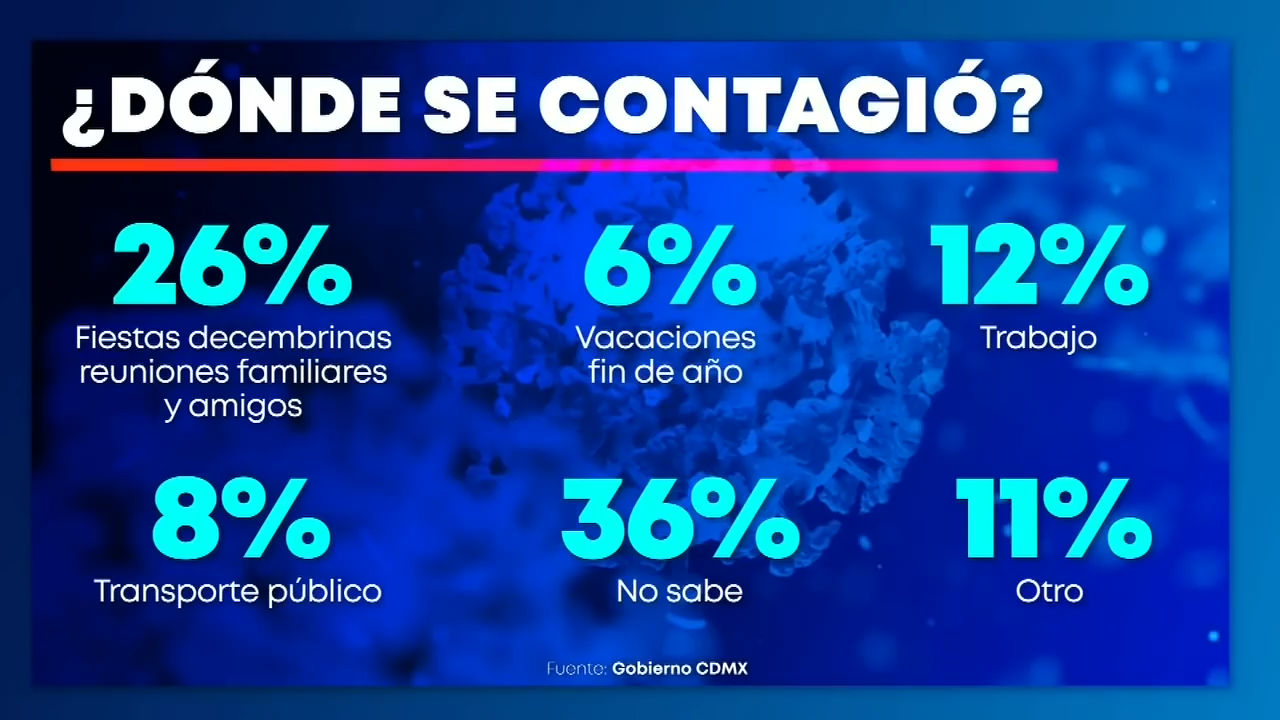 ¿DÓNDE SE CONTAGIÓ?
26%
Fiestas decembrinas
reuniones familiares
y amigos
6%
Vacaciones
fin de año
12%
Trabajo
8%
Transporte público
36%
No sabe
11%
Otro
Fuente: Gobierno CDMX